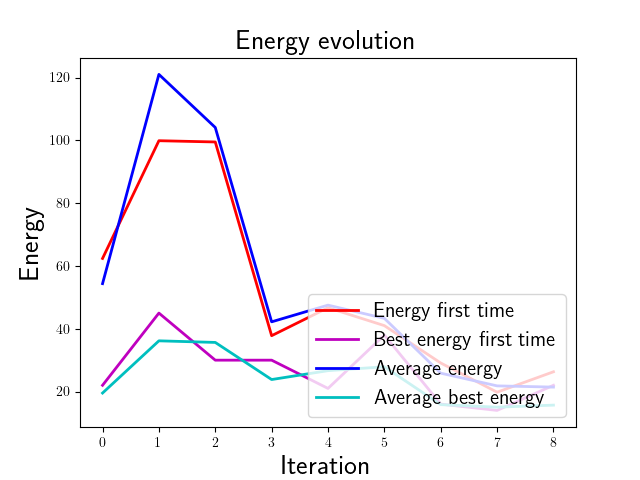 Energy evolution
120
100
80
60
40
20
Energy
Energy first time
Best energy first time
Average energy
Average best energy
0 1 2 3 4 5 6 7 8
Iteration